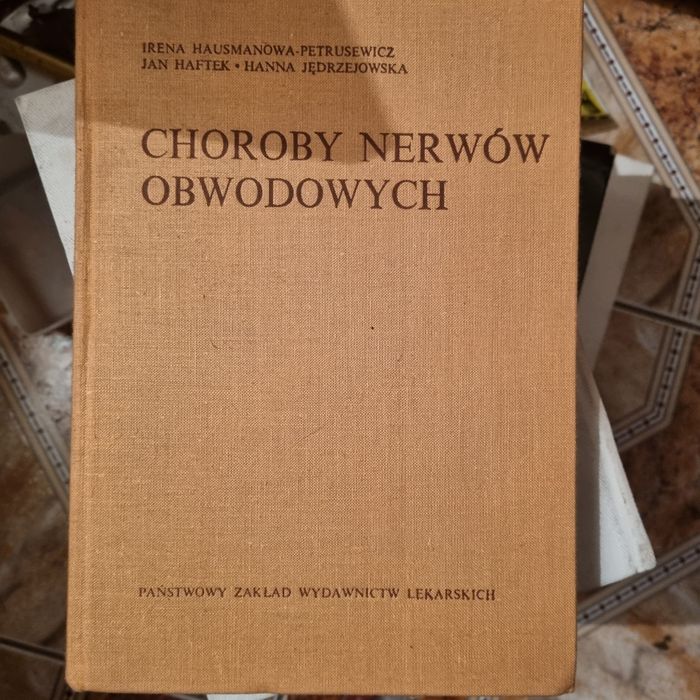 IRENA HAUSMANOWA-PETRUSEWICZ
JAN HAFTEK • HANNA JĘDRZEJOWSKA
CHOROBY NERWÓW
OBWODOWYCH
PAŃSTWOWY ZAKŁAD WYDAWNICTW LEKARSKICH